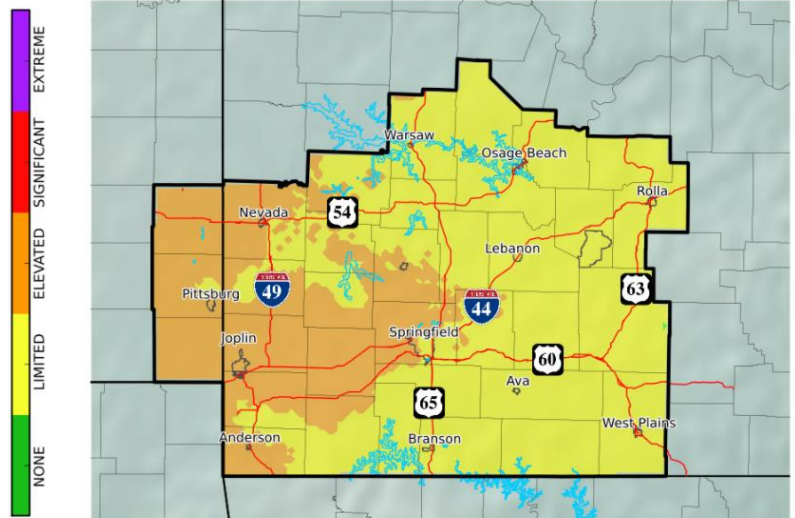 EXTREME
SIGNIFICANT
ELEVATED
LIMITED
NONE
Warsaw
Osage Beach
Rolla
Nevada
54
Lebanon
Pittsburg
49
44
63
Joplin
Springfield
60
Ava
65
West Plains
Anderson
Branson